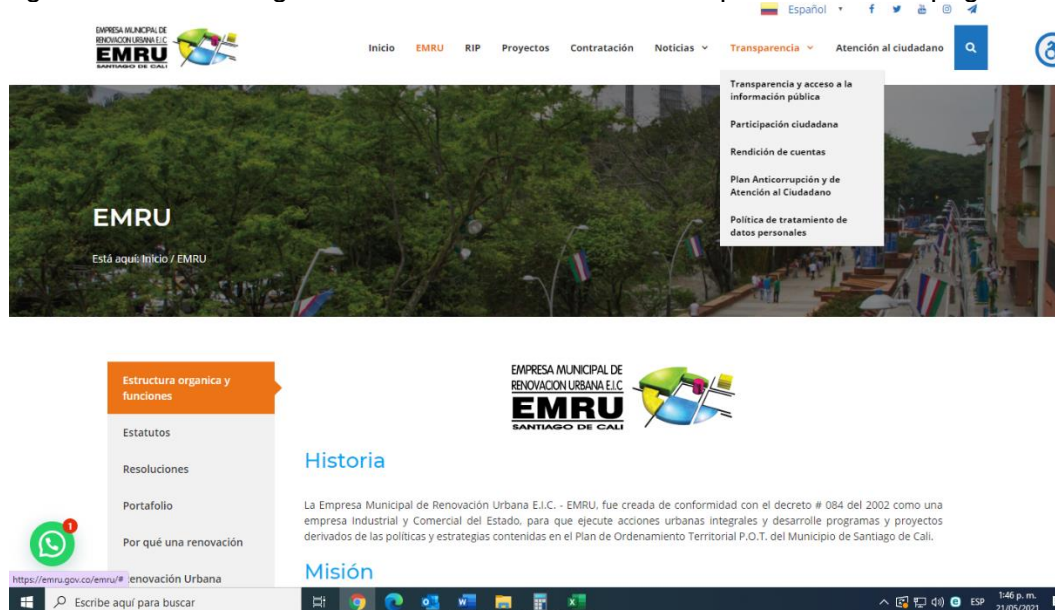 Español
EMPRESA MUNICIPAL DE
RENOVACION URBANA E.I.C
EMRU
SANTIAGO DE CALI
Inicio EMRU RIP Proyectos Contratación Noticias Transparencia Atención al ciudadano
Transparencia y acceso a la
información pública
Participación ciudadana
Rendición de cuentas
Plan Anticorrupción y de
Atención al Ciudadano
Política de tratamiento de
datos personales
EMRU
Está aquí: Inicio / EMRU
Estructura organica y
funciones
Estatutos
Resoluciones
Portafolio
Por qué una renovación
Renovación Urbana
EMPRESA MUNICIPAL DE
RENOVACION URBANA E.I.C
EMRU
SANTIAGO DE CALI
Historia
La Empresa Municipal de Renovación Urbana E.I.C. - EMRU, fue creada de conformidad con el decreto # 084 del 2002 como una
empresa Industrial y Comercial del Estado, para que ejecute acciones urbanas integrales y desarrolle programas y proyectos
derivados de las políticas y estrategias contenidas en el Plan de Ordenamiento Territorial P.O.T. del Municipio de Santiago de Cali.
Misión
1
https://emru.gov.co/emru/#
Escribe aquí para buscar
ESP
1:46 p. m.
21/05/2021